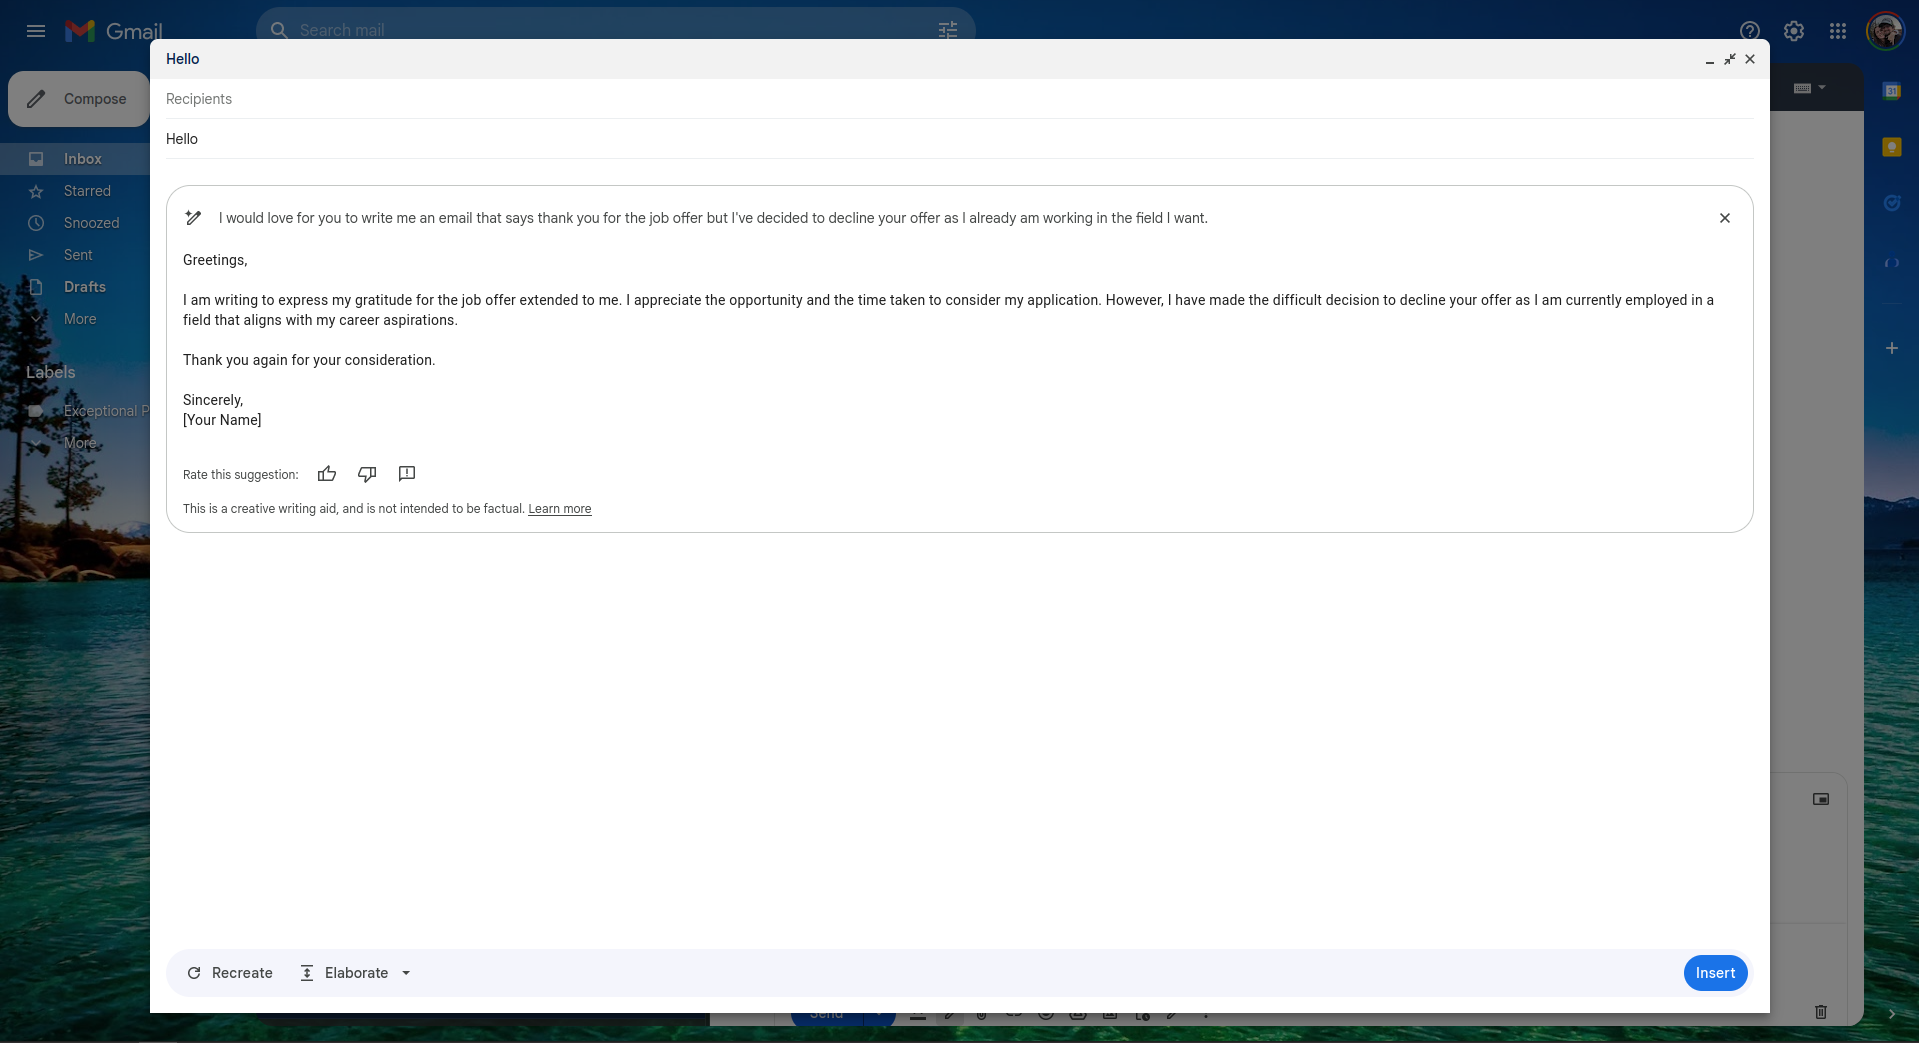 Gmail
Search mail
Compose
Inbox
Starred
Snoozed
Sent
Drafts
More
Labels
Exceptional P
More
Hello
Recipients
Hello
I would love for you to write me an email that says thank you for the job offer but I've decided to decline your offer as I already am working in the field I want.
Greetings,
I am writing to express my gratitude for the job offer extended to me. I appreciate the opportunity and the time taken to consider my application. However, I have made the difficult decision to decline your offer as I am currently employed in a
field that aligns with my career aspirations.
Thank you again for your consideration.
Sincerely,
[Your Name]
Rate this suggestion:
This is a creative writing aid, and is not intended to be factual. Learn more
Recreate
Elaborate
Insert
Send
31